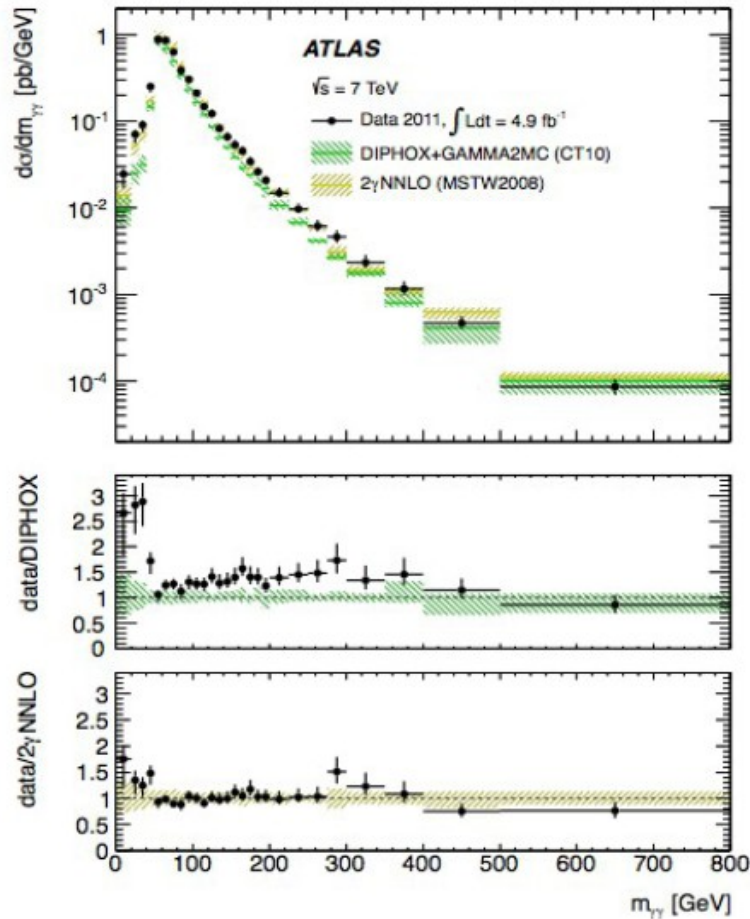 dσ/dm_γγ [pb/GeV]
1
10⁻¹
10⁻²
10⁻³
10⁻⁴
ATLAS
√s = 7 TeV
Data 2011, ∫Ldt = 4.9 fb⁻¹
DIPHOX+GAMMA2MC (CT10)
2γNNLO (MSTW2008)
data/DIPHOX
3
2.5
2
1.5
1
0.5
0
data/2γNNLO
3
2.5
2
1.5
1
0.5
0
0 100 200 300 400 500 600 700 800
m_γγ [GeV]